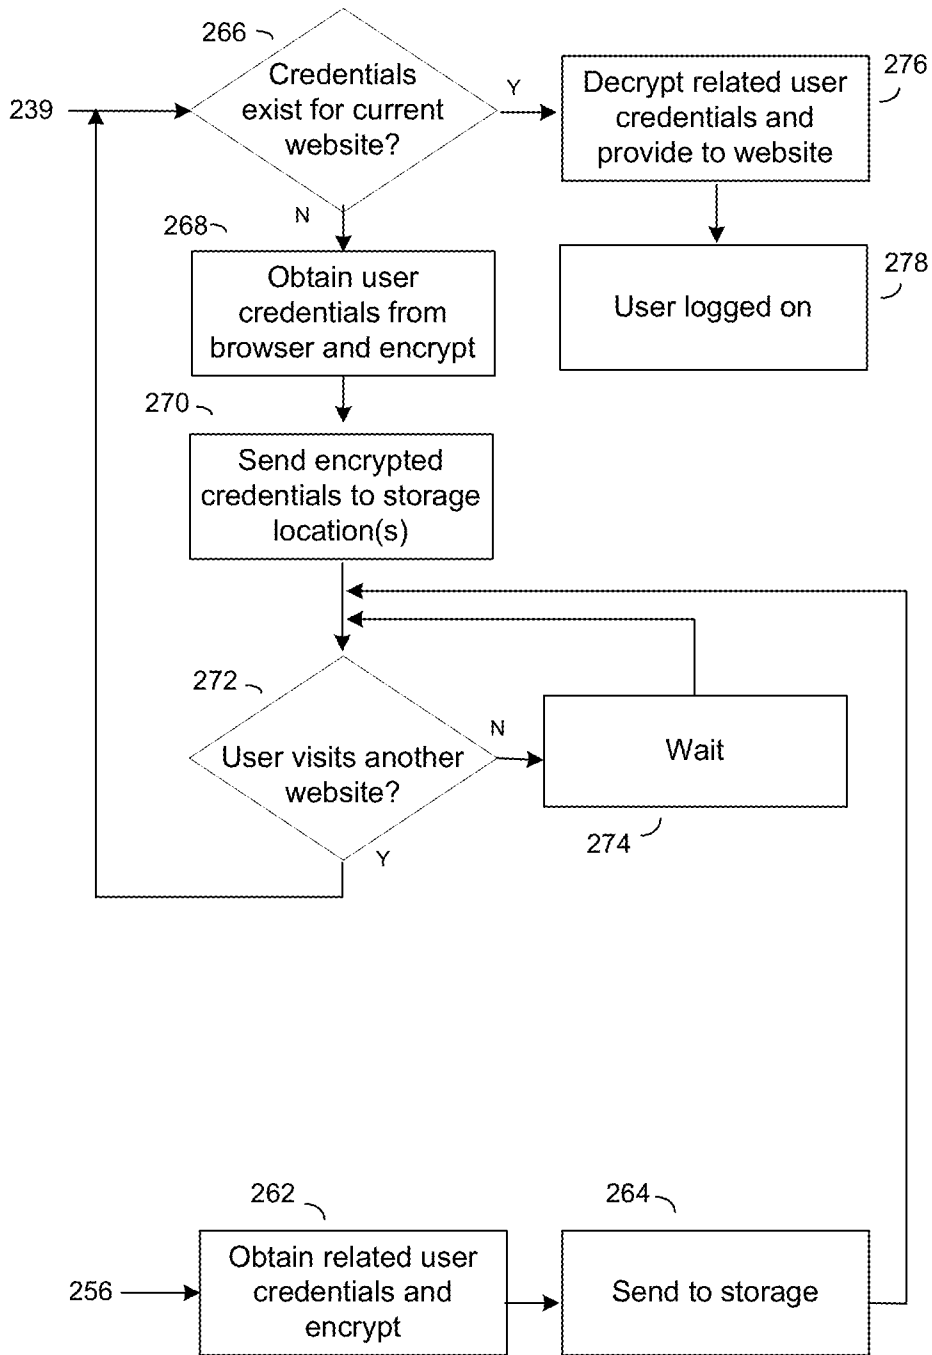 266
Credentials
exist for current
website?
239
Y
Decrypt related user
credentials and
provide to website
276
N
268
Obtain user
credentials from
browser and encrypt
User logged on
278
270
Send encrypted
credentials to storage
location(s)
272
User visits another
website?
N
Wait
274
Y
262
264
256
Obtain related user
credentials and
encrypt
Send to storage